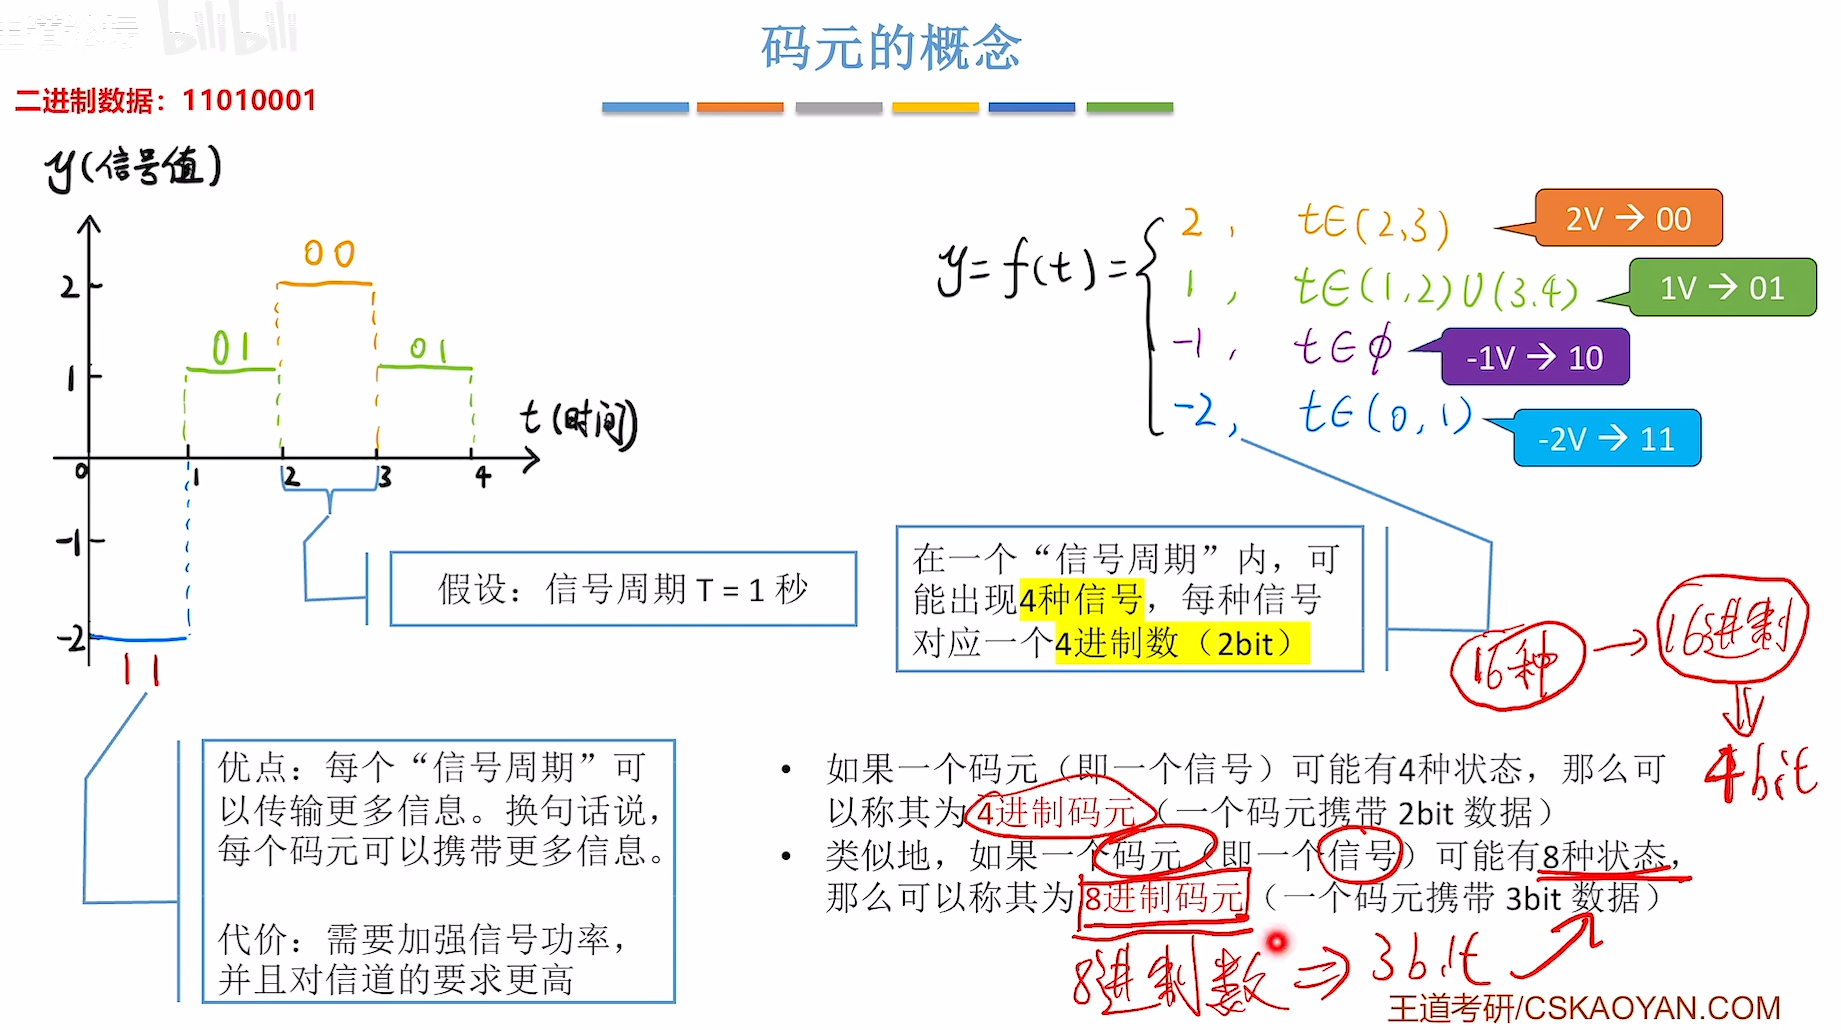 王道论坛 bilibili
码元的概念
二进制数据：11010001
y(信号值)
2
1
0
-1
-2
1
2
3
4
t(时间)
01
00
01
11
y=f(t)=
2, t∈(2,3)
1, t∈(1,2)∪(3.4)
-1, t∈ϕ
-2, t∈(0,1)
2V → 00
1V → 01
-1V → 10
-2V → 11
假设：信号周期 T = 1 秒
在一个“信号周期”内，可
能出现4种信号，每种信号
对应一个4进制数（2bit）
16种 → 16进制
4bit
优点：每个“信号周期”可
以传输更多信息。换句话说，
每个码元可以携带更多信息。
代价：需要加强信号功率，
并且对信道的要求更高
• 如果一个码元（即一个信号）可能有4种状态，那么可
以称其为 4进制码元（一个码元携带 2bit 数据）
• 类似地，如果一个码元（即一个信号）可能有8种状态，
那么可以称其为 8进制码元（一个码元携带 3bit 数据）
8进制数 ⇒ 3bit
王道考研/CSKAOYAN.COM